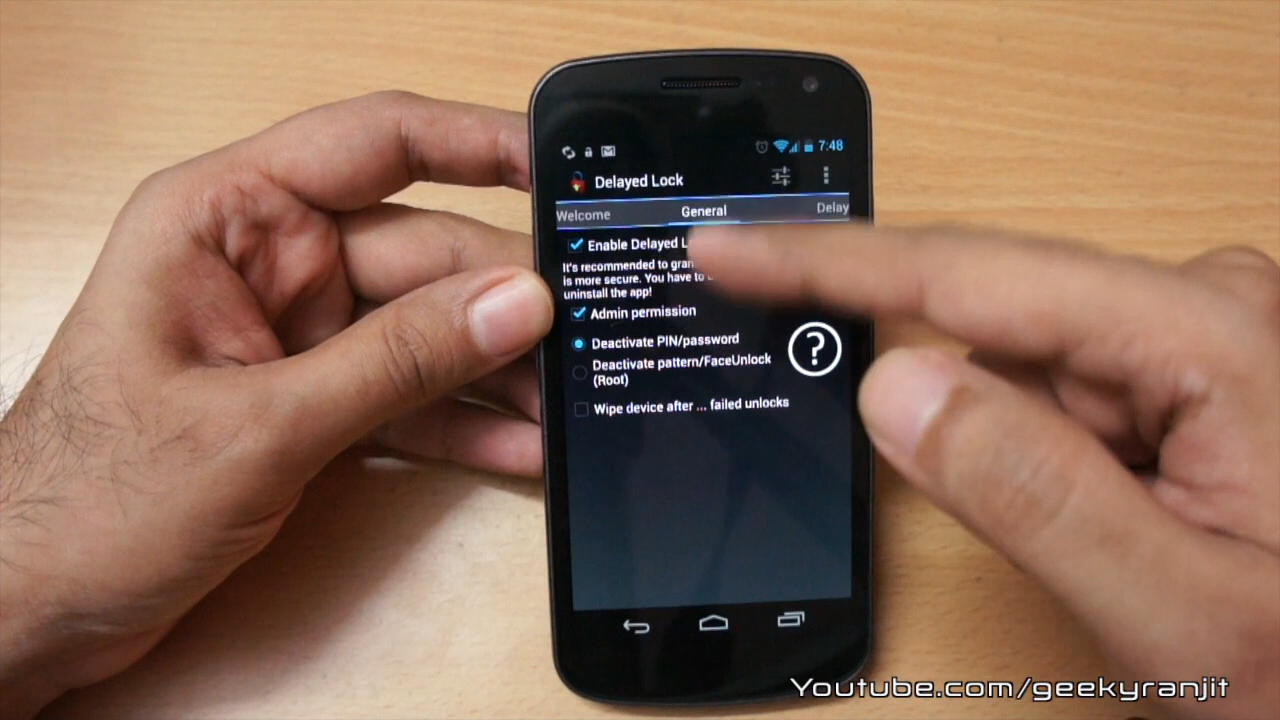 7:48
Delayed Lock
Welcome General Delay
Enable Delayed
It's recommended to
is more secure. You have to
uninstall the app!
Admin permission
Deactivate PIN/password
Deactivate pattern/FaceUnlock
(Root)
?
Wipe device after ... failed unlocks
Youtube.com/geekyranjit